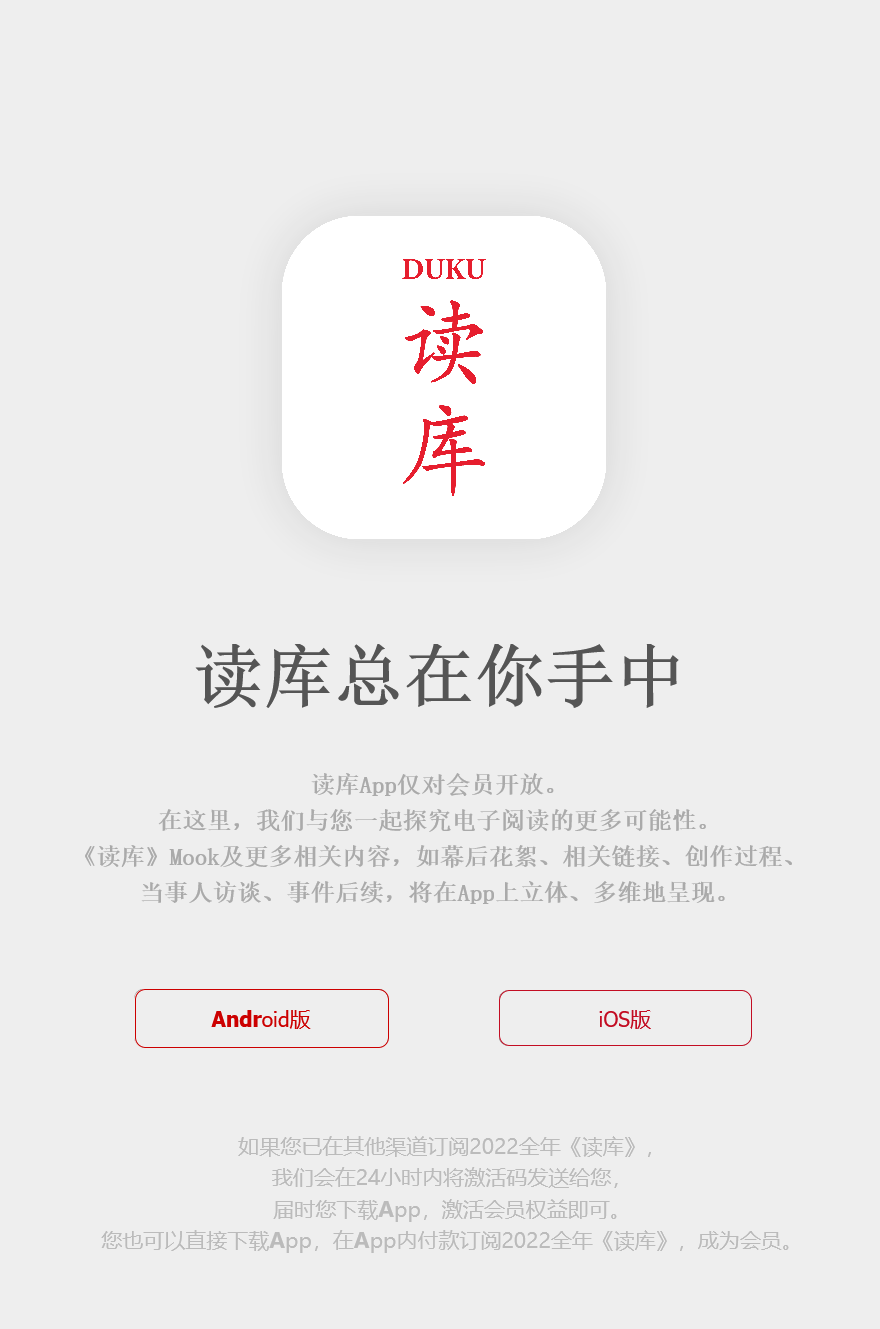 DUKU
读
库
读库总在你手中
读库App仅对会员开放。
在这里，我们与您一起探究电子阅读的更多可能性。
《读库》Mook及更多相关内容，如幕后花絮、相关链接、创作过程、
当事人访谈、事件后续，将在App上立体、多维地呈现。
Android版
iOS版
如果您已在其他渠道订阅2022全年《读库》，
我们会在24小时内将激活码发送给您，
届时您下载App，激活会员权益即可。
您也可以直接下载App，在App内付款订阅2022全年《读库》，成为会员。